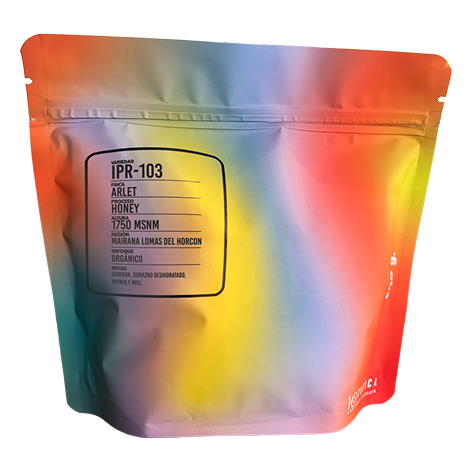 VARIEDAD
IPR-103
FINCA
ARLET
PROCESO
HONEY
ALTURA
1750 MSNM
REGIÓN
MAIRANA LOMAS DEL HORCON
ENFOQUE
ORGÁNICO
NOTAS
GUAYABA, DURAZNO DESHIDRATADO,
PAPAYA Y MIEL
g.